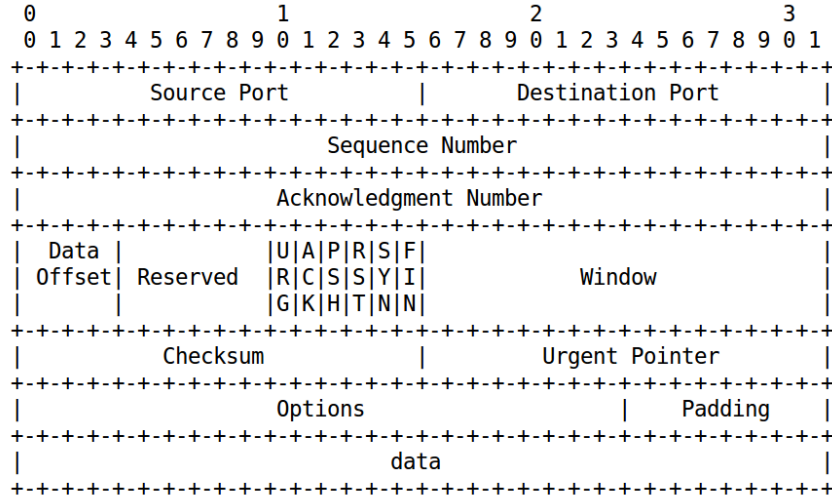 0                   1                   2                   3
 0 1 2 3 4 5 6 7 8 9 0 1 2 3 4 5 6 7 8 9 0 1 2 3 4 5 6 7 8 9 0 1
+-+-+-+-+-+-+-+-+-+-+-+-+-+-+-+-+-+-+-+-+-+-+-+-+-+-+-+-+-+-+-+-+
|          Source Port          |       Destination Port        |
+-+-+-+-+-+-+-+-+-+-+-+-+-+-+-+-+-+-+-+-+-+-+-+-+-+-+-+-+-+-+-+-+
|                        Sequence Number                        |
+-+-+-+-+-+-+-+-+-+-+-+-+-+-+-+-+-+-+-+-+-+-+-+-+-+-+-+-+-+-+-+-+
|                    Acknowledgment Number                      |
+-+-+-+-+-+-+-+-+-+-+-+-+-+-+-+-+-+-+-+-+-+-+-+-+-+-+-+-+-+-+-+-+
|  Data |           |U|A|P|R|S|F|                               |
| Offset| Reserved  |R|C|S|S|Y|I|            Window             |
|       |           |G|K|H|T|N|N|                               |
+-+-+-+-+-+-+-+-+-+-+-+-+-+-+-+-+-+-+-+-+-+-+-+-+-+-+-+-+-+-+-+-+
|           Checksum            |         Urgent Pointer        |
+-+-+-+-+-+-+-+-+-+-+-+-+-+-+-+-+-+-+-+-+-+-+-+-+-+-+-+-+-+-+-+-+
|                    Options                    |    Padding    |
+-+-+-+-+-+-+-+-+-+-+-+-+-+-+-+-+-+-+-+-+-+-+-+-+-+-+-+-+-+-+-+-+
|                             data                              |
+-+-+-+-+-+-+-+-+-+-+-+-+-+-+-+-+-+-+-+-+-+-+-+-+-+-+-+-+-+-+-+-+